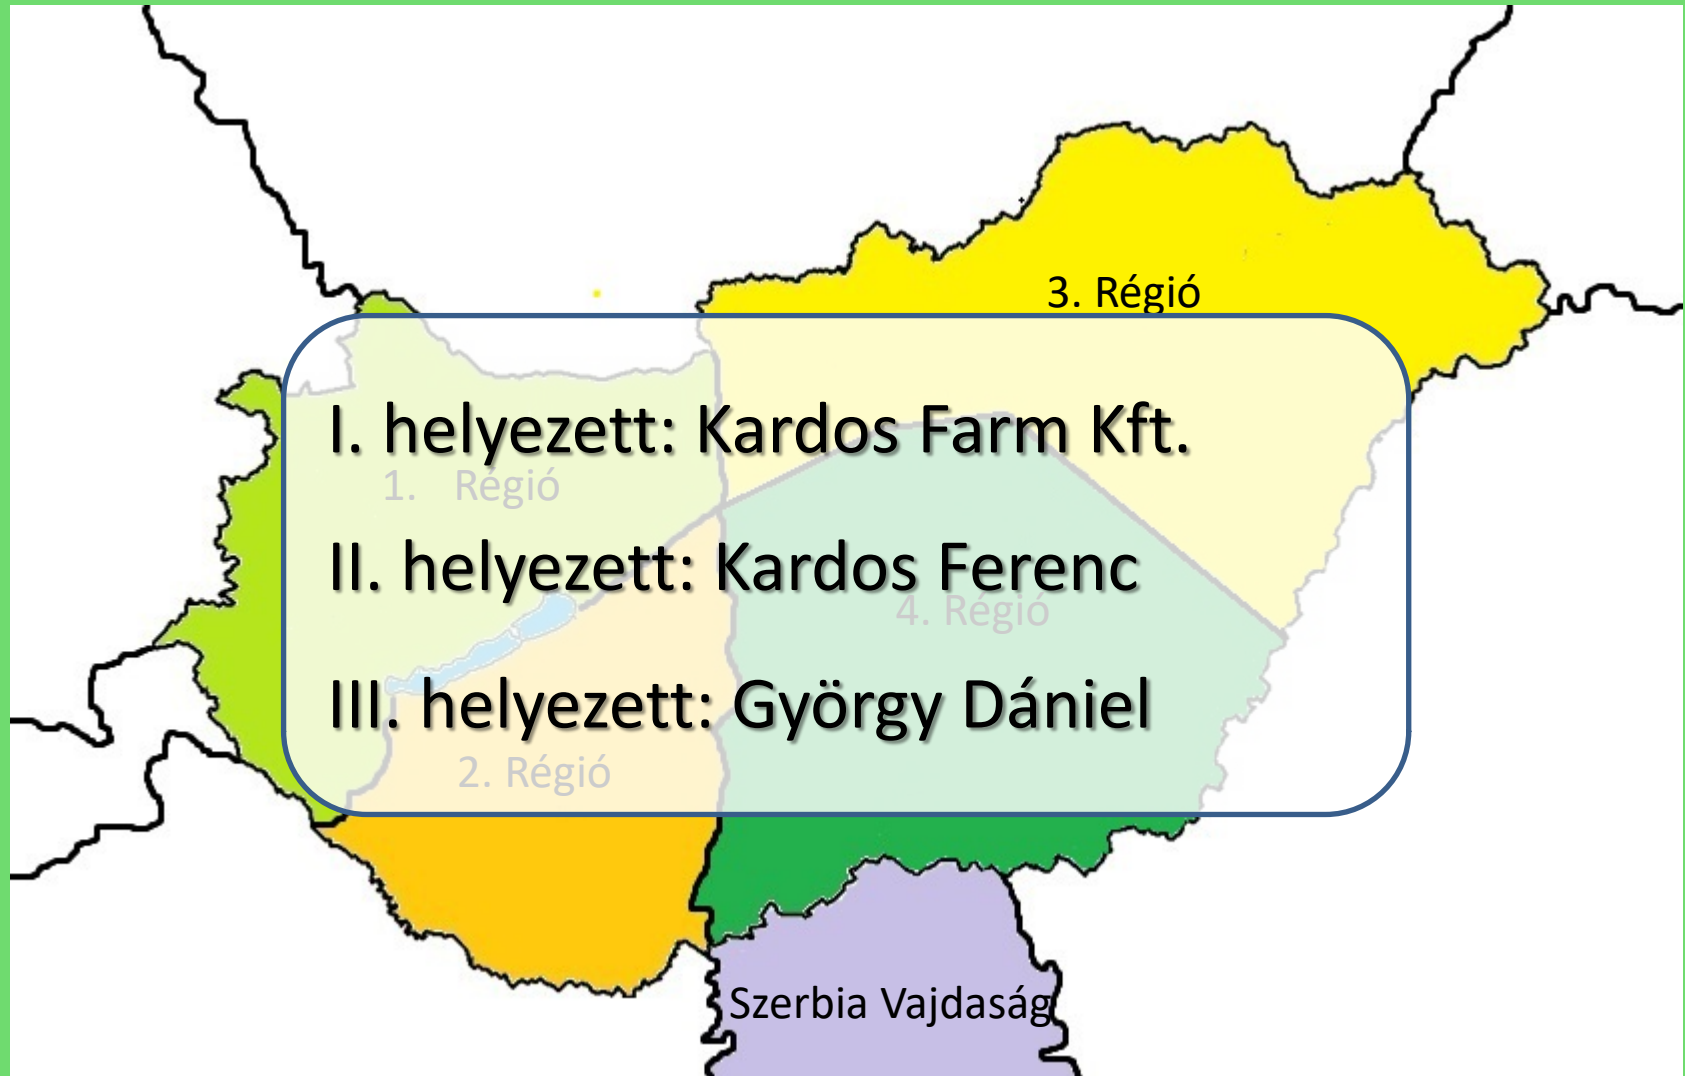 3. Régió
I. helyezett: Kardos Farm Kft.
1. Régió
II. helyezett: Kardos Ferenc
4. Régió
III. helyezett: György Dániel
2. Régió
Szerbia Vajdaság